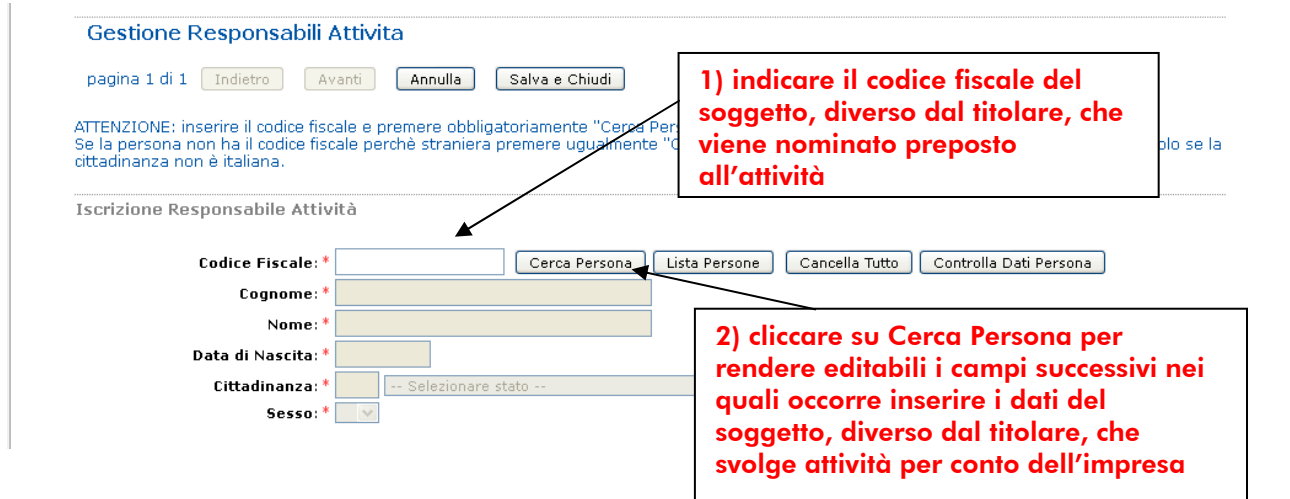 Gestione Responsabili Attivita
pagina 1 di 1 Indietro Avanti Annulla Salva e Chiudi
1) indicare il codice fiscale del
soggetto, diverso dal titolare, che
viene nominato preposto
all’attività
ATTENZIONE: inserire il codice fiscale e premere obbligatoriamente "Cerca
Se la persona non ha il codice fiscale perchè straniera premere ugualmente se la
cittadinanza non è italiana.
Iscrizione Responsabile Attività
Codice Fiscale: * Cerca Persona Lista Persone Cancella Tutto Controlla Dati Persona
Cognome: *
Nome: *
Data di Nascita: *
Cittadinanza: * -- Selezionare stato --
Sesso: *
2) cliccare su Cerca Persona per
rendere editabili i campi successivi nei
quali occorre inserire i dati del
soggetto, diverso dal titolare, che
svolge attività per conto dell’impresa